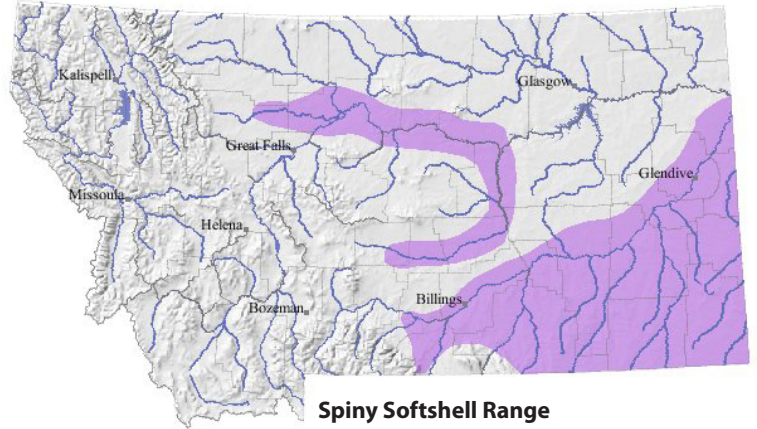 Kalispell
Glasgow
Great Falls
Glendive
Missoula
Helena
Billings
Bozeman
Spiny Softshell Range